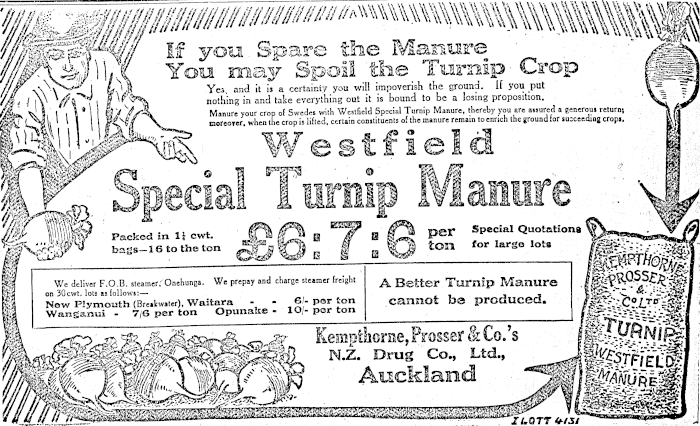 If you Spare the Manure
You may Spoil the Turnip Crop
Yes, and it is a certainty you will impoverish the ground. If you put
nothing in and take everything out it is bound to be a losing proposition.
Manure your crop of Swedes with Westfield Special Turnip Manure, thereby you are assured a generous return;
moreover, when the crop is lifted, certain constituents of the manure remain to enrich the ground for succeeding crops.
Westfield
Special Turnip Manure
Packed in 1¼ cwt.
bags—16 to the ton
£6:7:6 per ton
Special Quotations
for large lots
We deliver F.O.B. steamer, Onehunga. We prepay and charge steamer freight
on 30 cwt. lots as follows:—
New Plymouth (Breakwater), Waitara - - 6/- per ton
Wanganui - 7/6 per ton Opunake - 10/- per ton
A Better Turnip Manure
cannot be produced.
Kempthorne, Prosser & Co.'s
N.Z. Drug Co., Ltd.,
Auckland
KEMPTHORNE
PROSSER
&
Co LTD
TURNIP
WESTFIELD
MANURE
ILOTT 4131